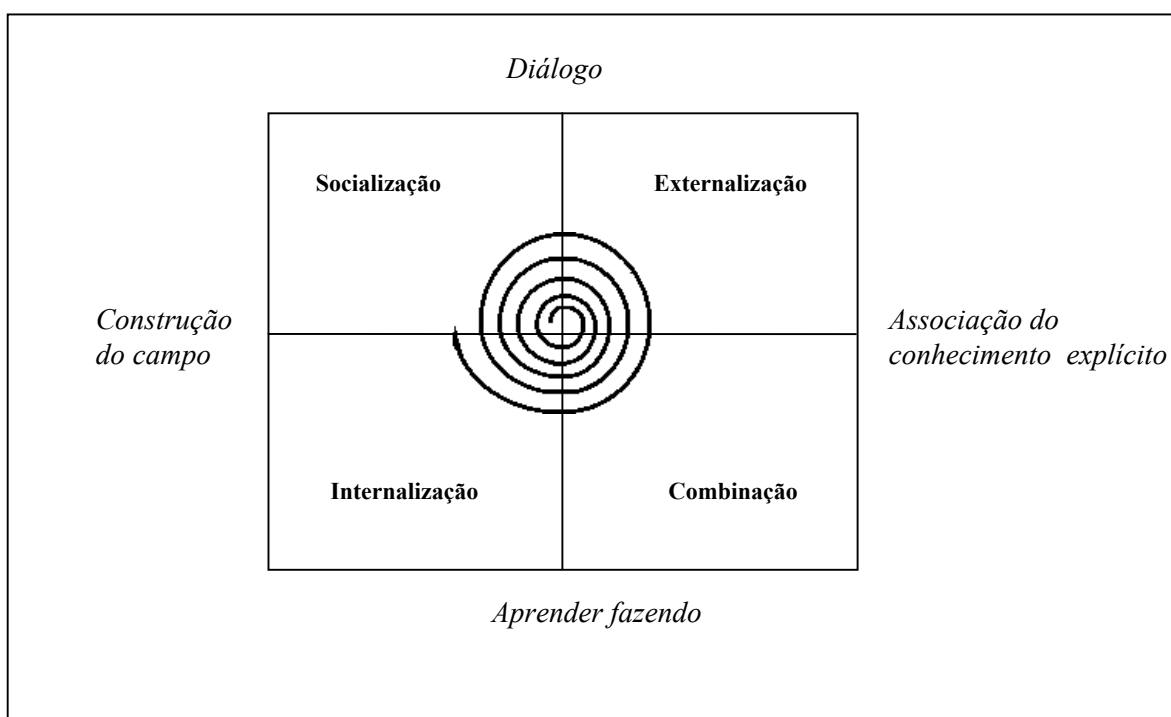 Diálogo
Socialização
Externalização
Construção
do campo
Associação do
conhecimento explícito
Internalização
Combinação
Aprender fazendo